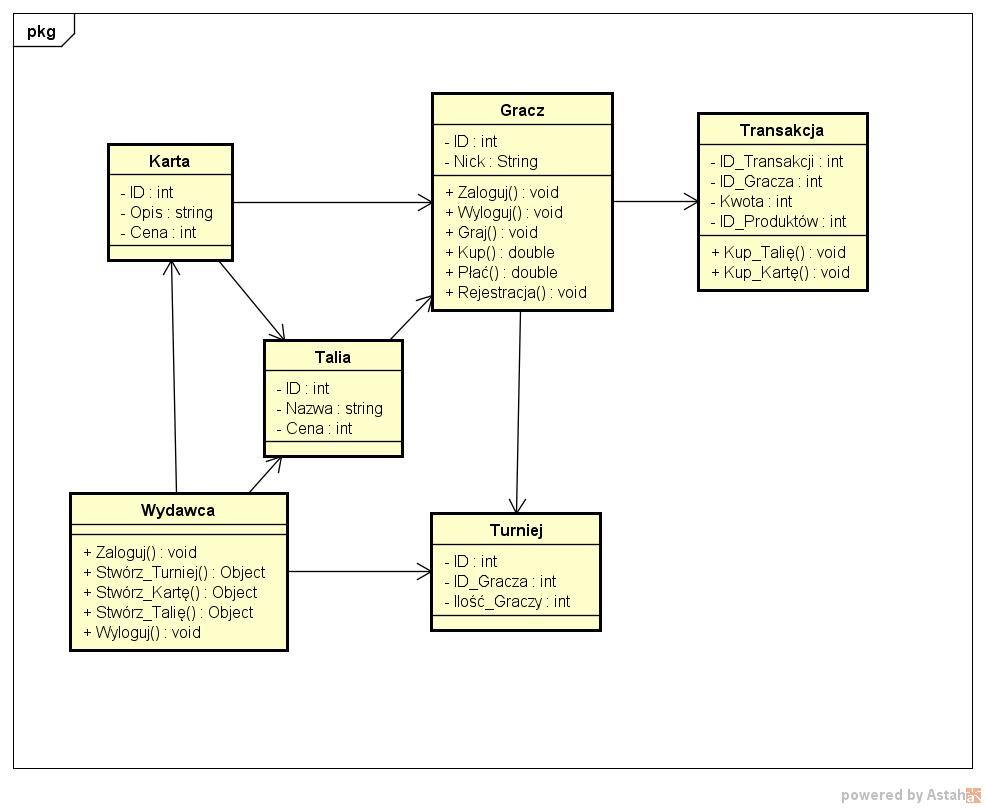 pkg
Karta
- ID : int
- Opis : string
- Cena : int
Gracz
- ID : int
- Nick : String
+ Zaloguj() : void
+ Wyloguj() : void
+ Graj() : void
+ Kup() : double
+ Płać() : double
+ Rejestracja() : void
Transakcja
- ID_Transakcji : int
- ID_Gracza : int
- Kwota : int
- ID_Produktów : int
+ Kup_Talię() : void
+ Kup_Kartę() : void
Talia
- ID : int
- Nazwa : string
- Cena : int
Wydawca
+ Zaloguj() : void
+ Stwórz_Turniej() : Object
+ Stwórz_Kartę() : Object
+ Stwórz_Talię() : Object
+ Wyloguj() : void
Turniej
- ID : int
- ID_Gracza : int
- Ilość_Graczy : int
powered by Astah